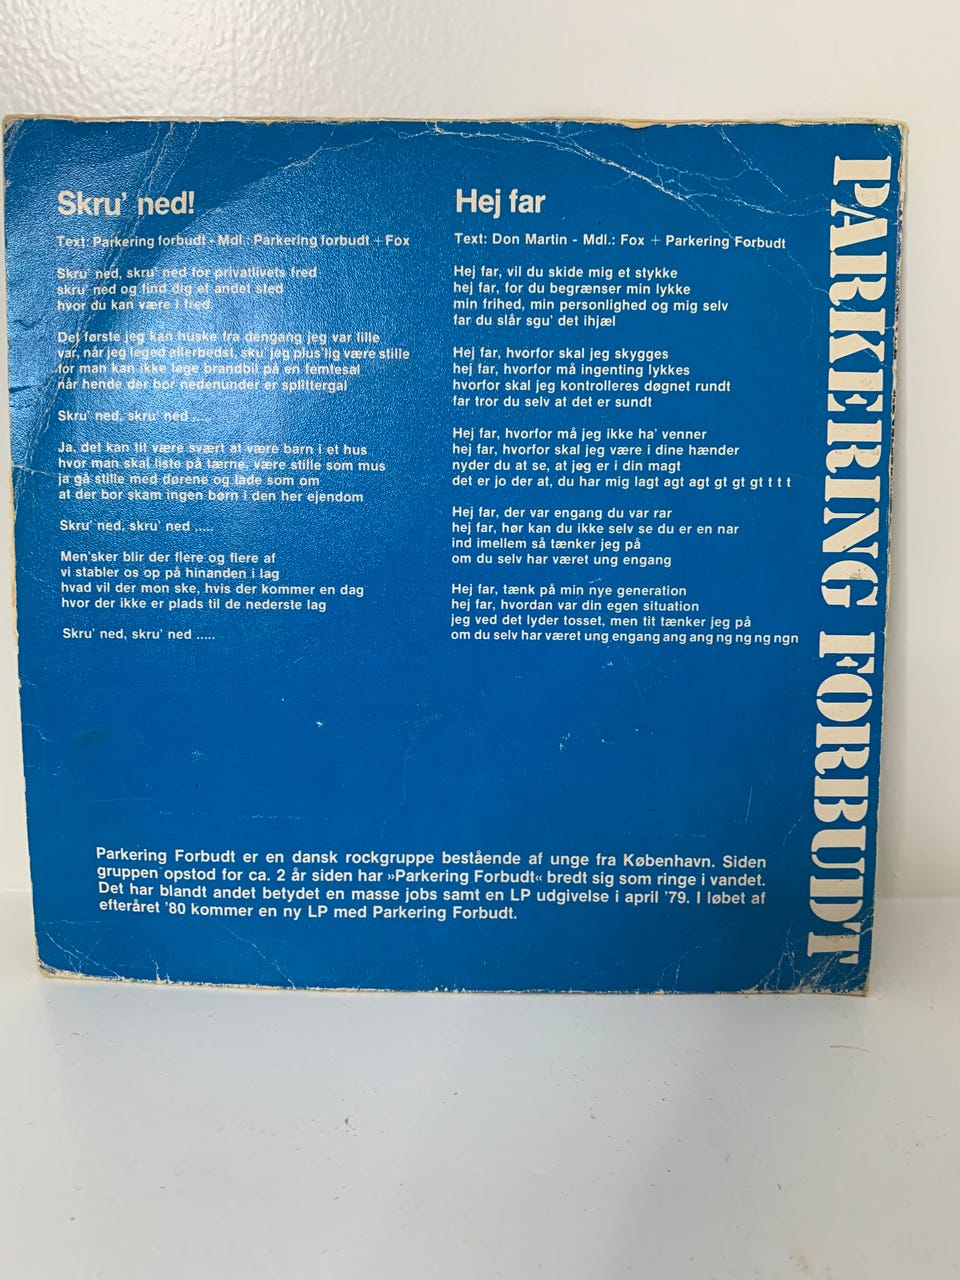 Skru' ned!
Text: Parkering forbudt - Mdl.: Parkering forbudt + Fox
Skru' ned, skru' ned for privatlivets fred
skru' ned og find dig et andet sted
hvor du kan være i fred.
Det første jeg kan huske fra dengang jeg var lille
var, når jeg leged allerbedst, sku' jeg plus'lig være stille
for man kan ikke lege brandbil på en femtesal
når hende der bor nedenunder er splittergal
Skru' ned, skru' ned .....
Ja, det kan tit være svært at være barn i et hus
hvor man skal liste på tærne, være stille som mus
ja gå stille med dørene og lade som om
at der bor skam ingen børn i den her ejendom
Skru' ned, skru' ned .....
Men'sker blir der flere og flere af
vi stabler os op på hinanden i lag
hvad vil der mon ske, hvis der kommer en dag
hvor der ikke er plads til de nederste lag
Skru' ned, skru' ned .....
Hej far
Text: Don Martin - Mdl.: Fox + Parkering Forbudt
Hej far, vil du skide mig et stykke
hej far, for du begrænser min lykke
min frihed, min personlighed og mig selv
far du slår sgu' det ihjæl
Hej far, hvorfor skal jeg skygges
hej far, hvorfor må ingenting lykkes
hvorfor skal jeg kontrolleres døgnet rundt
far tror du selv at det er sundt
Hej far, hvorfor må jeg ikke ha' venner
hej far, hvorfor skal jeg være i dine hænder
nyder du at se, at jeg er i din magt
det er jo der at, du har mig lagt agt agt gt gt gt t t t
Hej far, der var engang du var rar
hej far, hør kan du ikke selv se du er en nar
ind imellem så tænker jeg på
om du selv har været ung engang
Hej far, tænk på min nye generation
hej far, hvordan var din egen situation
jeg ved det lyder tosset, men tit tænker jeg på
om du selv har været ung engang ang ang ng ng ng ngn
Parkering Forbudt er en dansk rockgruppe bestående af unge fra København. Siden
gruppen opstod for ca. 2 år siden har »Parkering Forbudt« bredt sig som ringe i vandet.
Det har blandt andet betydet en masse jobs samt en LP udgivelse i april '79. I løbet af
efteråret '80 kommer en ny LP med Parkering Forbudt.
PARKERING FORBUDT